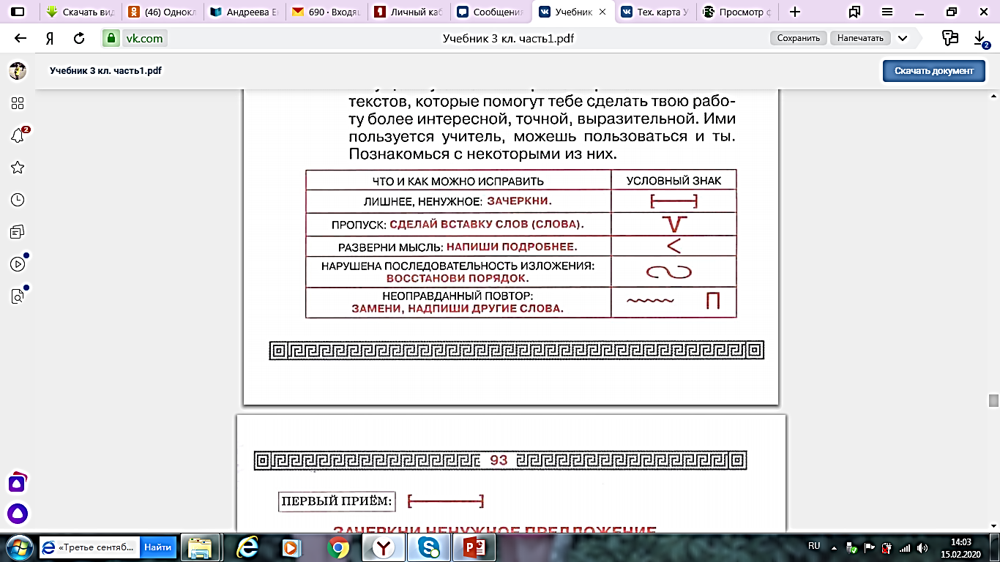 Скачать вид
(46) Однокл
Андреева Е
690 · Входящ
Личный каб
Сообщения
Учебник
Тех. карта У
Просмотр ф
Я
vk.com
Учебник 3 кл. часть1.pdf
Сохранить
Напечатать
2
Учебник 3 кл. часть1.pdf
Скачать документ
2
текстов, которые помогут тебе сделать твою рабо-
ту более интересной, точной, выразительной. Ими
пользуется учитель, можешь пользоваться и ты.
Познакомься с некоторыми из них.
ЧТО И КАК МОЖНО ИСПРАВИТЬ УСЛОВНЫЙ ЗНАК
ЛИШНЕЕ, НЕНУЖНОЕ: ЗАЧЕРКНИ.
ПРОПУСК: СДЕЛАЙ ВСТАВКУ СЛОВ (СЛОВА). V
РАЗВЕРНИ МЫСЛЬ: НАПИШИ ПОДРОБНЕЕ. <
НАРУШЕНА ПОСЛЕДОВАТЕЛЬНОСТЬ ИЗЛОЖЕНИЯ:
ВОССТАНОВИ ПОРЯДОК.
НЕОПРАВДАННЫЙ ПОВТОР:
ЗАМЕНИ, НАДПИШИ ДРУГИЕ СЛОВА. П
93
ПЕРВЫЙ ПРИЁМ:
ЗАЧЕРКНИ НЕНУЖНОЕ ПРЕДЛОЖЕНИЕ
«Третье сентяб...
Найти
RU
14:03
15.02.2020